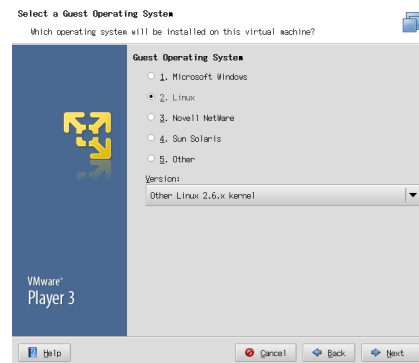 Select a Guest Operating System
Which operating system will be installed on this virtual machine?
Guest Operating System
1. Microsoft Windows
2. Linux
3. Novell NetWare
4. Sun Solaris
5. Other
Version:
Other Linux 2.6.x kernel
VMware™
Player 3
Help
Cancel
Back
Next